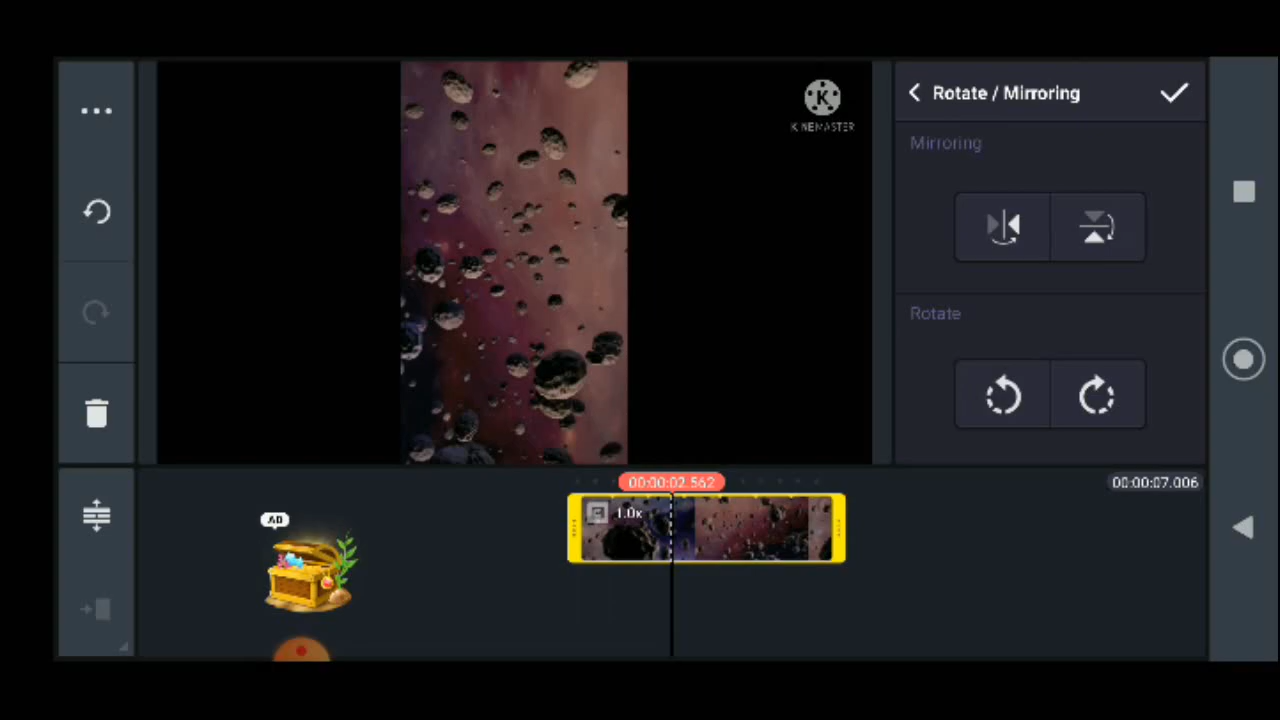 Rotate / Mirroring
Mirroring
K
KINEMASTER
Rotate
00:00:02.562
00:00:07.006
1.0x
AD